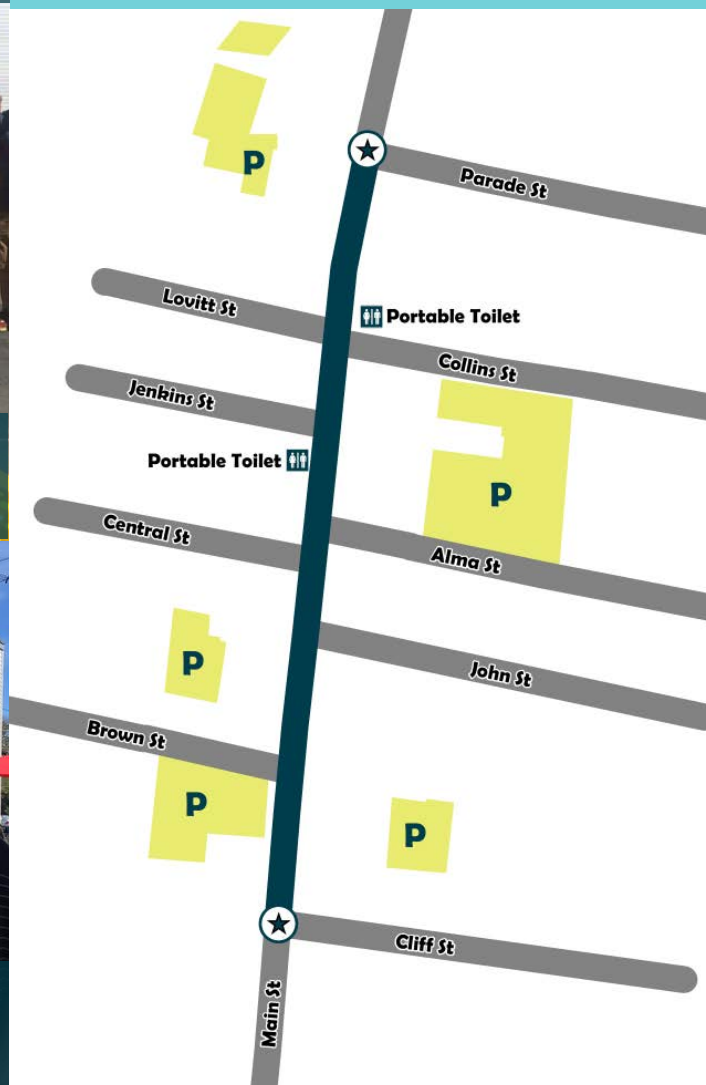 P
Parade St
Lovitt St
Portable Toilet
Collins St
Jenkins St
Portable Toilet
P
Central St
Alma St
P
John St
Brown St
P
P
Cliff St
Main St